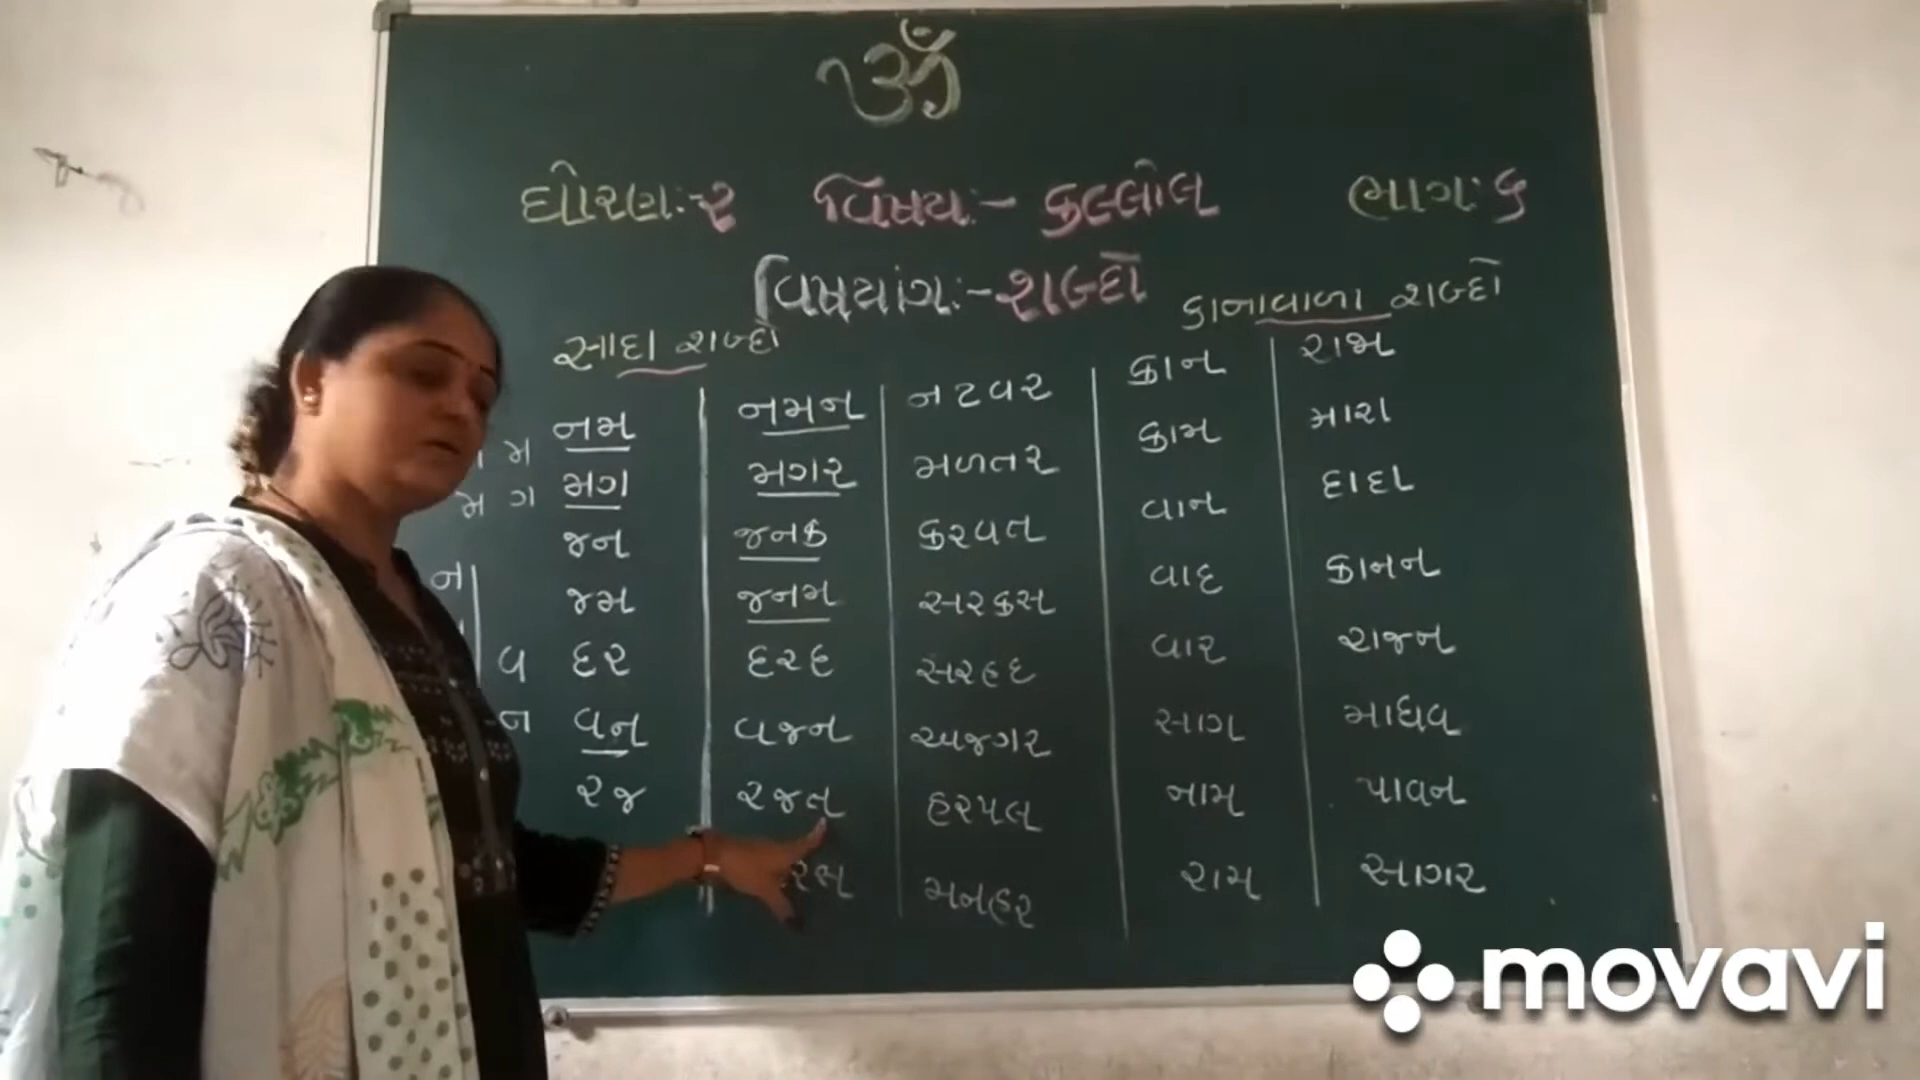 ૐ
ધોરણઃ-૨ વિષયઃ- કલ્લોલ ભાગઃ ૬
વિષયાંગઃ- શબ્દો
સાદા શબ્દો
કાનાવાળા શબ્દો
મ નમ નમન નટવર કાન રાજા
મ ગ મગ મગર મળતર કામ મારા
જન જનક કરવત વાન દાદા
ન જમ જનમ સરકસ વાદ કાનન
વ દર દરદ સરહદ વાર રાજન
ન વન વજન અજગર સાગ માધવ
રજ રજત હરપલ નામ પાવન
મનહર રામ સાગર
movavi